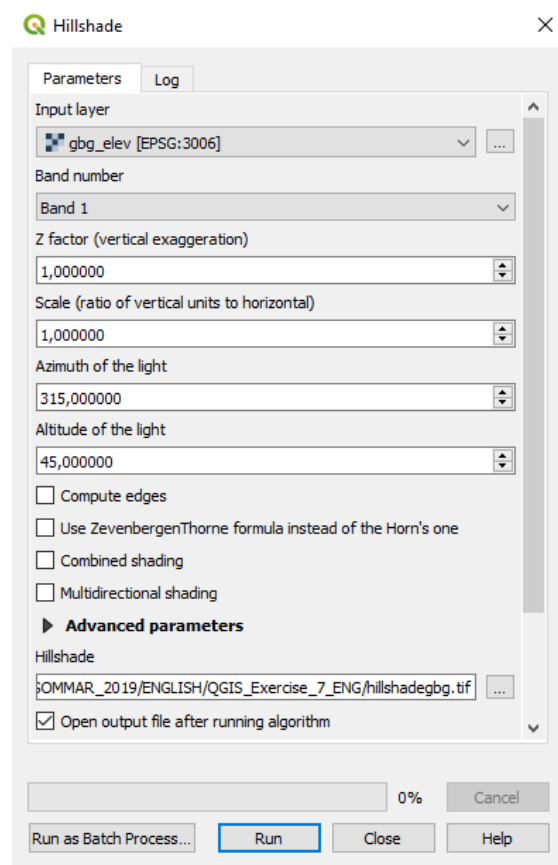 Hillshade
Parameters Log
Input layer
gbg_elev [EPSG:3006]
...
Band number
Band 1
Z factor (vertical exaggeration)
1,000000
Scale (ratio of vertical units to horizontal)
1,000000
Azimuth of the light
315,000000
Altitude of the light
45,000000
Compute edges
Use ZevenbergenThorne formula instead of the Horn's one
Combined shading
Multidirectional shading
Advanced parameters
Hillshade
SOMMAR_2019/ENGLISH/QGIS_Exercise_7_ENG/hillshadegbg.tif ...
Open output file after running algorithm
0% Cancel
Run as Batch Process... Run Close Help